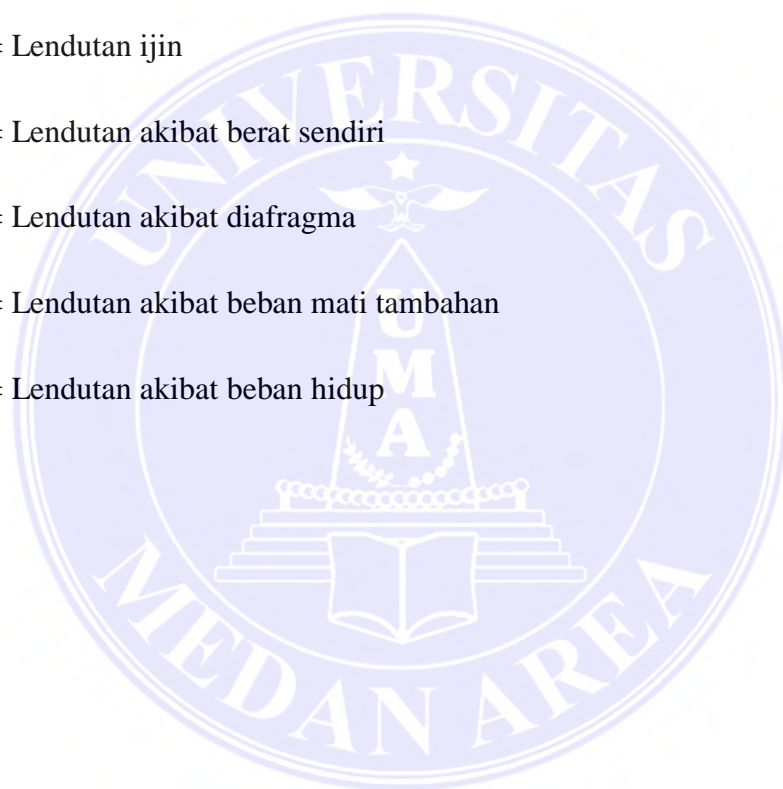 = Lendutan ijin
= Lendutan akibat berat sendiri
= Lendutan akibat diafragma
= Lendutan akibat beban mati tambahan
= Lendutan akibat beban hidup
UNIVERSITAS
UMA
MEDAN AREA